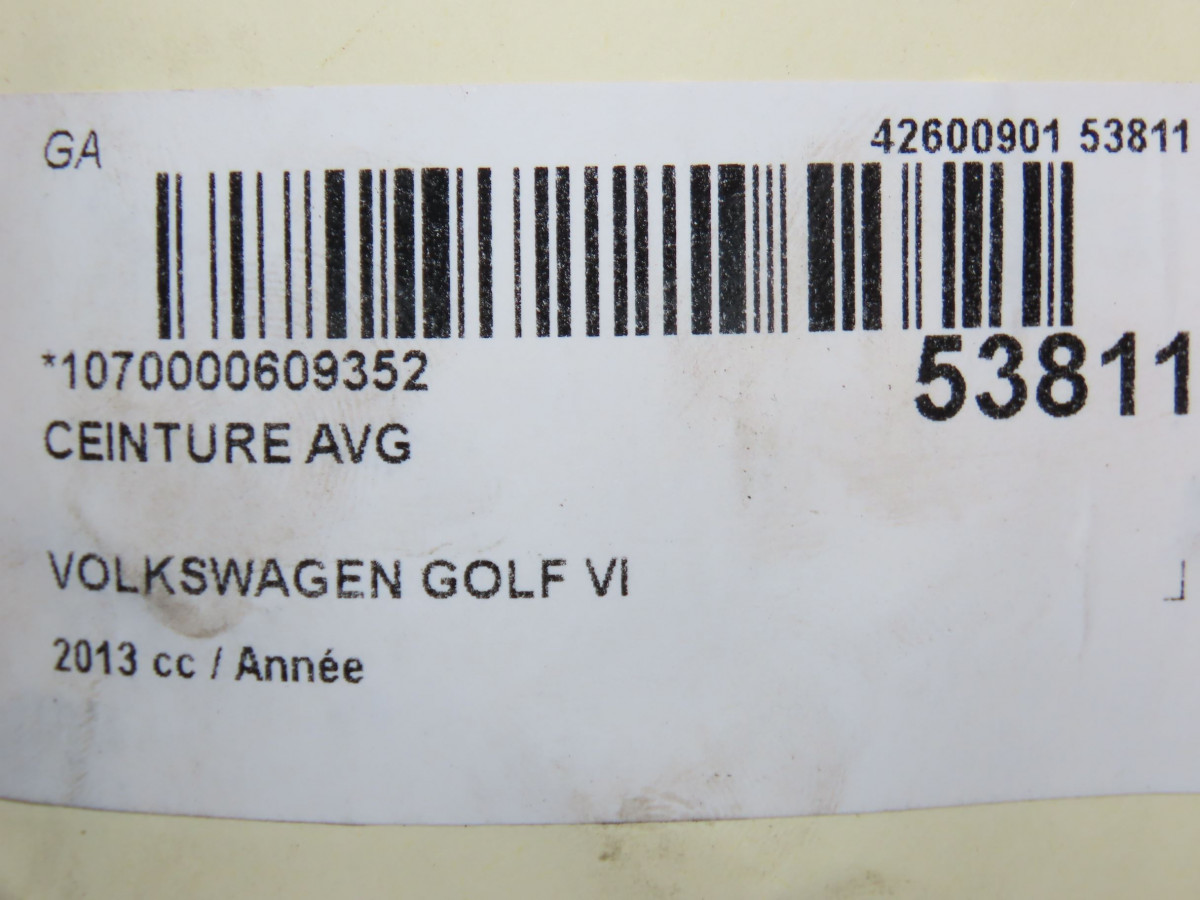 GA
42600901 53811
*1070000609352
53811
CEINTURE AVG
VOLKSWAGEN GOLF VI
2013 cc / Année